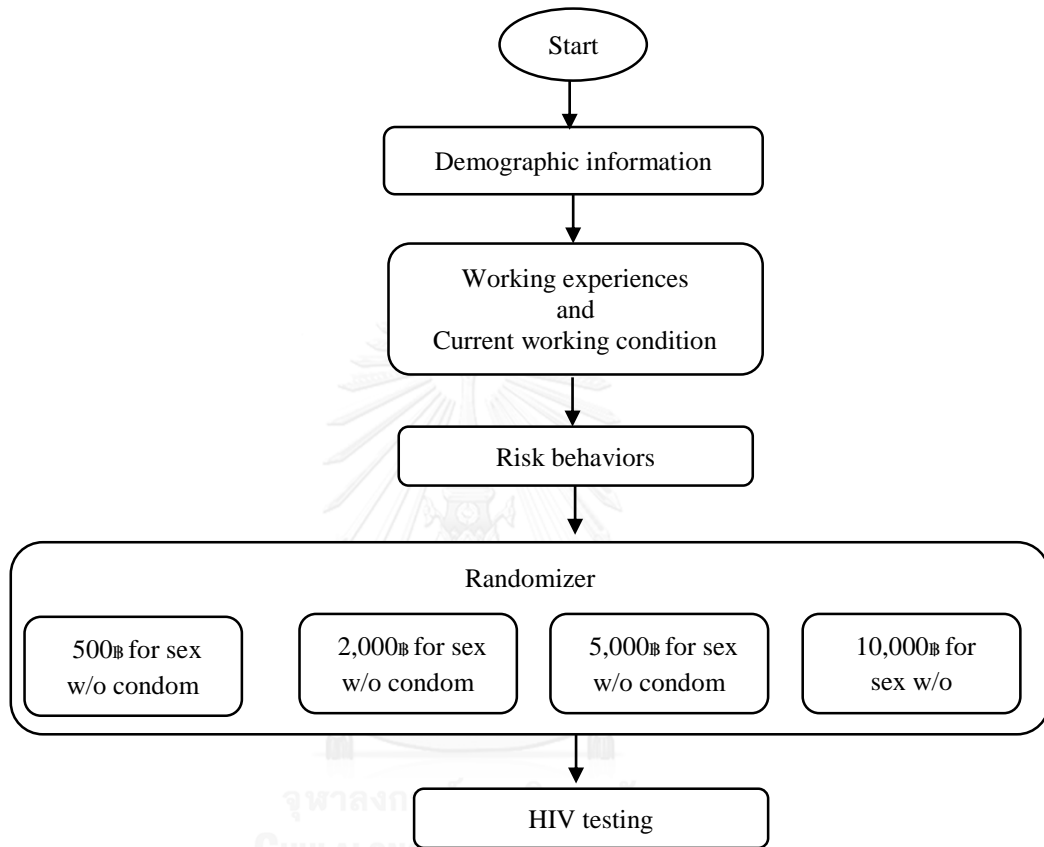 Start
Demographic information
Working experiences
and
Current working condition
Risk behaviors
Randomizer
500฿ for sex
w/o condom
2,000฿ for sex
w/o condom
5,000฿ for sex
w/o condom
10,000฿ for
sex w/o
HIV testing